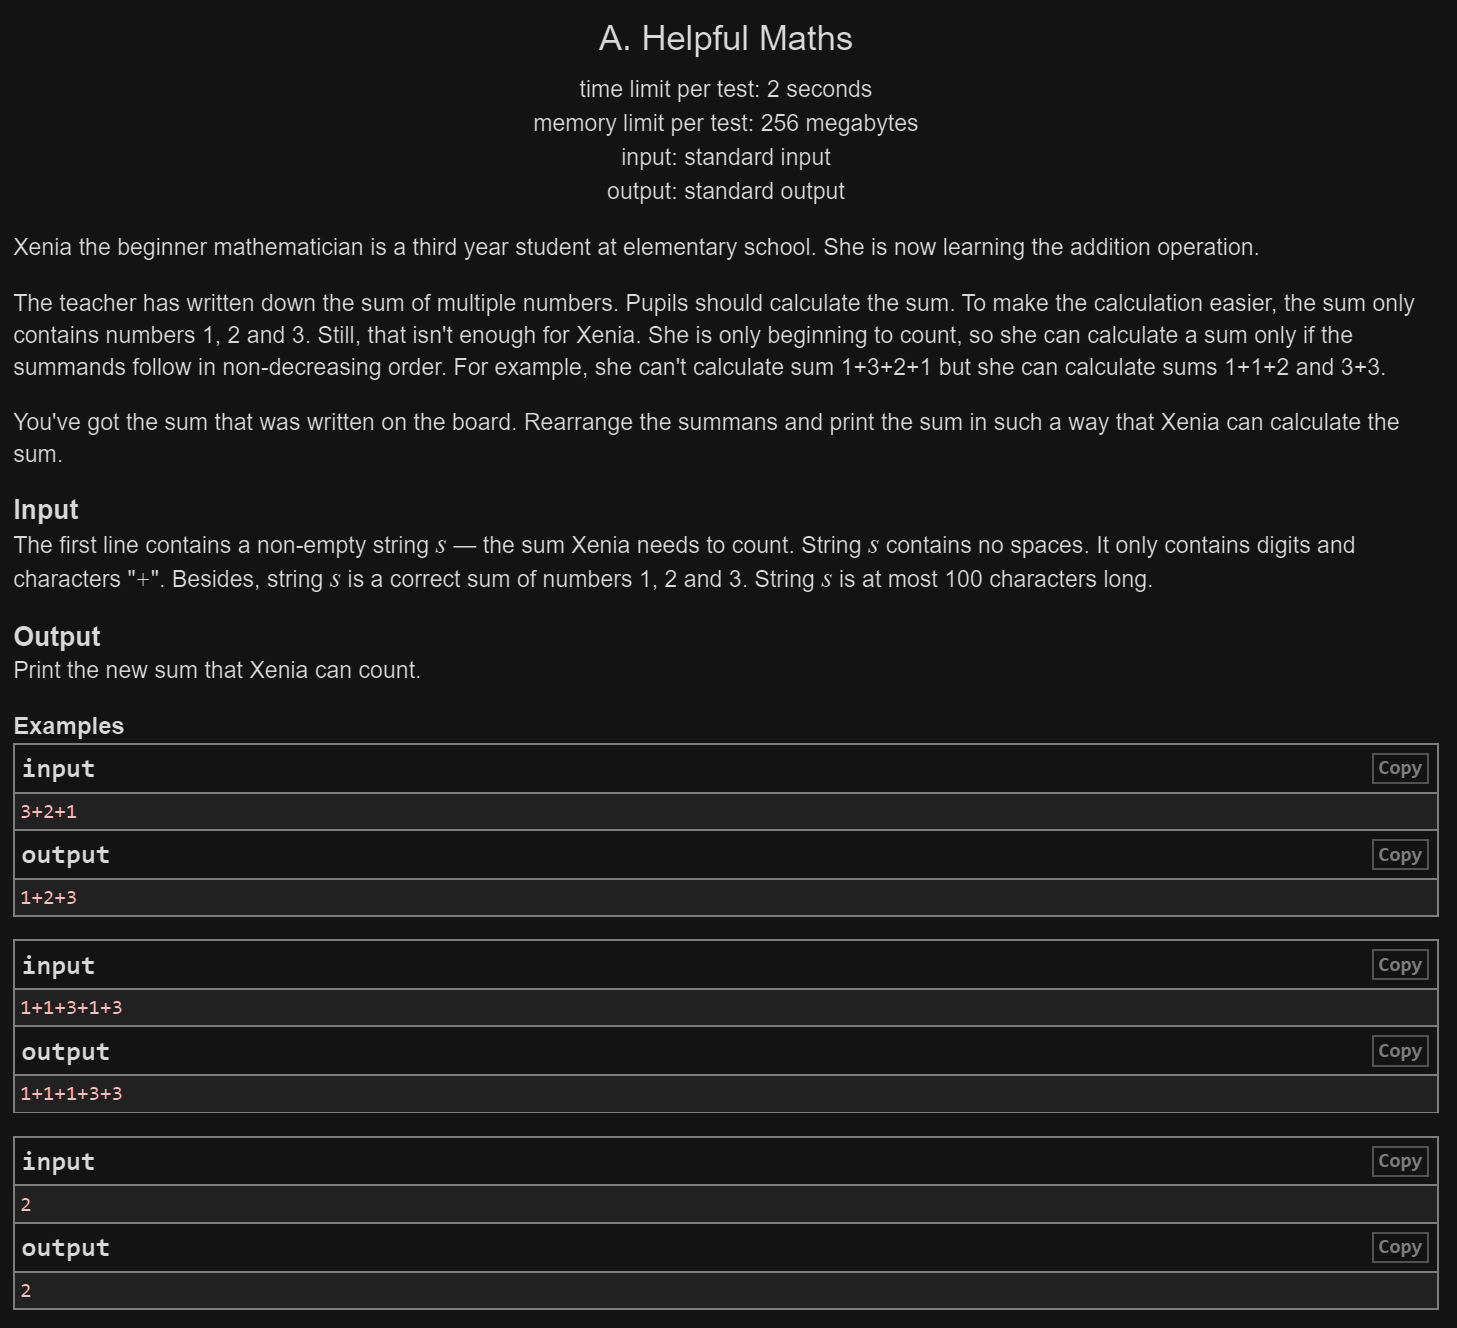 A. Helpful Maths
time limit per test: 2 seconds
memory limit per test: 256 megabytes
input: standard input
output: standard output
Xenia the beginner mathematician is a third year student at elementary school. She is now learning the addition operation.
The teacher has written down the sum of multiple numbers. Pupils should calculate the sum. To make the calculation easier, the sum only
contains numbers 1, 2 and 3. Still, that isn't enough for Xenia. She is only beginning to count, so she can calculate a sum only if the
summands follow in non-decreasing order. For example, she can't calculate sum 1+3+2+1 but she can calculate sums 1+1+2 and 3+3.
You've got the sum that was written on the board. Rearrange the summans and print the sum in such a way that Xenia can calculate the
sum.
Input
The first line contains a non-empty string s — the sum Xenia needs to count. String s contains no spaces. It only contains digits and
characters "+". Besides, string s is a correct sum of numbers 1, 2 and 3. String s is at most 100 characters long.
Output
Print the new sum that Xenia can count.
Examples
input Copy
3+2+1
output Copy
1+2+3
input Copy
1+1+3+1+3
output Copy
1+1+1+3+3
input Copy
2
output Copy
2